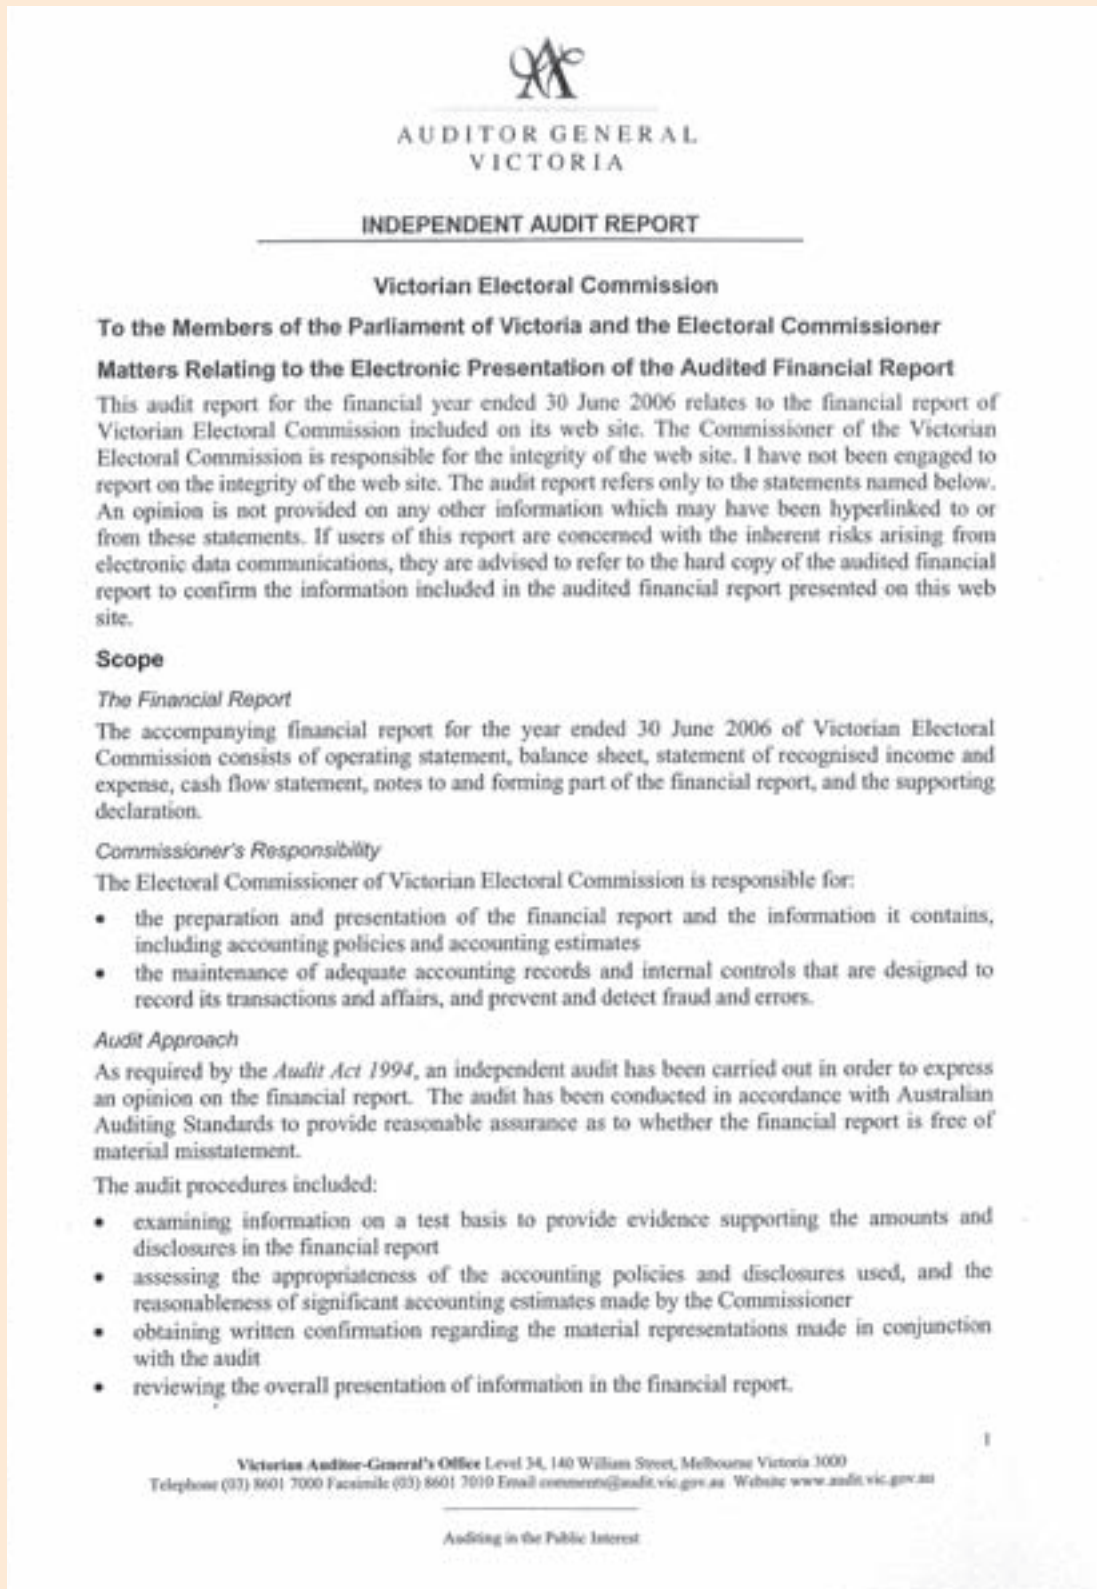 AUDITOR GENERAL
VICTORIA
INDEPENDENT AUDIT REPORT
Victorian Electoral Commission
To the Members of the Parliament of Victoria and the Electoral Commissioner
Matters Relating to the Electronic Presentation of the Audited Financial Report
This audit report for the financial year ended 30 June 2006 relates to the financial report of
Victorian Electoral Commission included on its web site. The Commissioner of the Victorian
Electoral Commission is responsible for the integrity of the web site. I have not been engaged to
report on the integrity of the web site. The audit report refers only to the statements named below.
An opinion is not provided on any other information which may have been hyperlinked to or
from these statements. If users of this report are concerned with the inherent risks arising from
electronic data communications, they are advised to refer to the hard copy of the audited financial
report to confirm the information included in the audited financial report presented on this web
site.
Scope
The Financial Report
The accompanying financial report for the year ended 30 June 2006 of Victorian Electoral
Commission consists of operating statement, balance sheet, statement of recognised income and
expense, cash flow statement, notes to and forming part of the financial report, and the supporting
declaration.
Commissioner's Responsibility
The Electoral Commissioner of Victorian Electoral Commission is responsible for:
• the preparation and presentation of the financial report and the information it contains,
including accounting policies and accounting estimates
• the maintenance of adequate accounting records and internal controls that are designed to
record its transactions and affairs, and prevent and detect fraud and errors.
Audit Approach
As required by the Audit Act 1994, an independent audit has been carried out in order to express
an opinion on the financial report. The audit has been conducted in accordance with Australian
Auditing Standards to provide reasonable assurance as to whether the financial report is free of
material misstatement.
The audit procedures included:
• examining information on a test basis to provide evidence supporting the amounts and
disclosures in the financial report
• assessing the appropriateness of the accounting policies and disclosures used, and the
reasonableness of significant accounting estimates made by the Commissioner
• obtaining written confirmation regarding the material representations made in conjunction
with the audit
• reviewing the overall presentation of information in the financial report.
1
Victorian Auditor-General's Office Level 34, 140 William Street, Melbourne Victoria 3000
Telephone (03) 8601 7000 Facsimile (03) 8601 7010 Email comments@audit.vic.gov.au Website www.audit.vic.gov.au
Auditing in the Public Interest